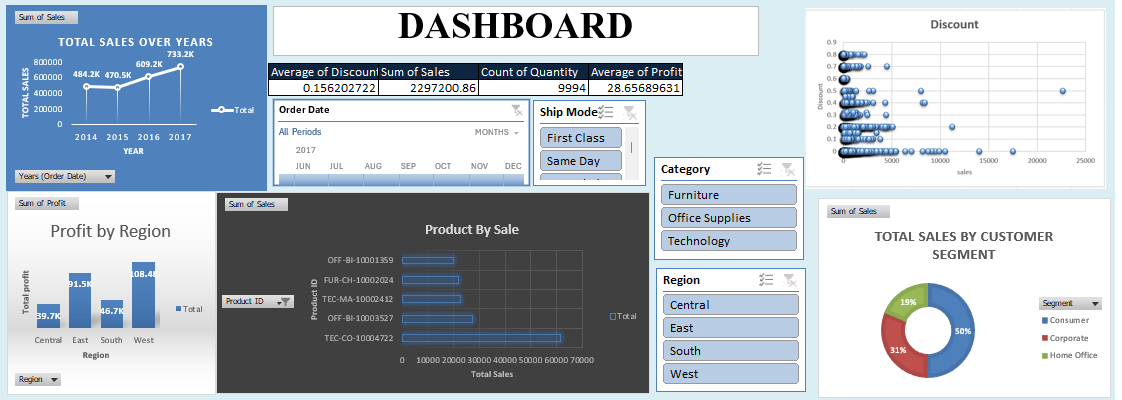 Sum of Sales
TOTAL SALES OVER YEARS
TOTAL SALES
800000
600000
400000
200000
0
484.2K
470.5K
609.2K
733.2K
2014
2015
2016
2017
YEAR
Total
Years (Order Date)
DASHBOARD
Average of Discount Sum of Sales Count of Quantity Average of Profit
0.156202722 2297200.86 9994 28.65689631
Order Date
All Periods
MONTHS
2017
JUN JUL AUG SEP OCT NOV DEC
Ship Mode
First Class
Same Day
Category
Furniture
Office Supplies
Technology
Region
Central
East
South
West
Discount
Discount
0.9
0.8
0.7
0.6
0.5
0.4
0.3
0.2
0.1
0
0 5000 10000 15000 20000 25000
sales
Sum of Profit
Profit by Region
Total profit
39.7K
91.5K
46.7K
108.4K
Central East South West
Region
Total
Region
Sum of Sales
Product By Sale
Product ID
Product ID
OFF-BI-10001359
FUR-CH-10002024
TEC-MA-10002412
OFF-BI-10003527
TEC-CO-10004722
0 10000 20000 30000 40000 50000 60000 70000
Total Sales
Total
Sum of Sales
TOTAL SALES BY CUSTOMER
SEGMENT
19%
50%
31%
Segment
Consumer
Corporate
Home Office